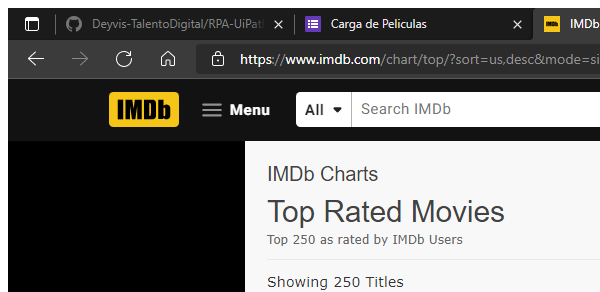 Deyvis-TalentoDigital/RPA-UiPat
Carga de Peliculas
IMDb
https://www.imdb.com/chart/top/?sort=us,desc&mode=si
IMDb
Menu
All
Search IMDb
IMDb Charts
Top Rated Movies
Top 250 as rated by IMDb Users
Showing 250 Titles